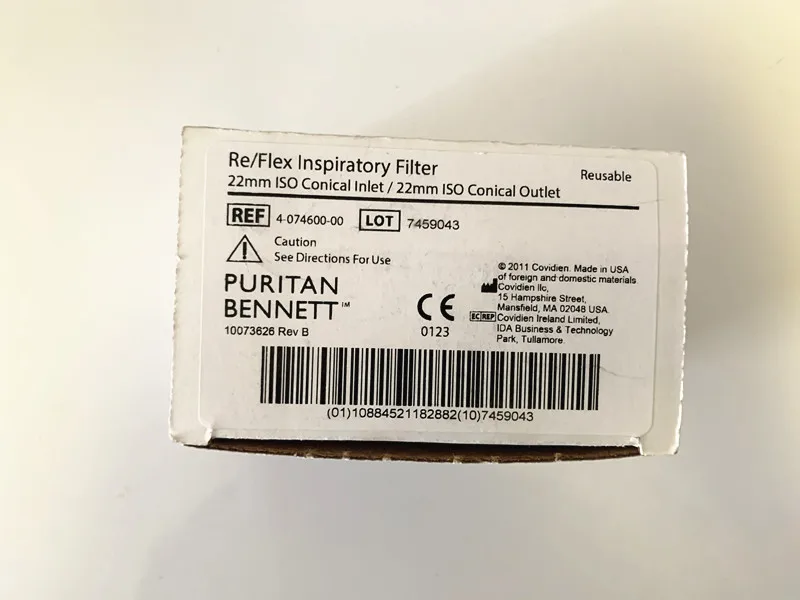 Re/Flex Inspiratory Filter
Reusable
22mm ISO Conical Inlet / 22mm ISO Conical Outlet
REF 4-074600-00 LOT 7459043
Caution
See Directions For Use
PURITAN
BENNETT™
10073626 Rev B
CE
0123
© 2011 Covidien. Made in USA
of foreign and domestic materials
Covidien llc,
15 Hampshire Street,
Mansfield, MA 02048 USA.
EC REP Covidien Ireland Limited,
IDA Business & Technology
Park, Tullamore.
(01)10884521182882(10)7459043